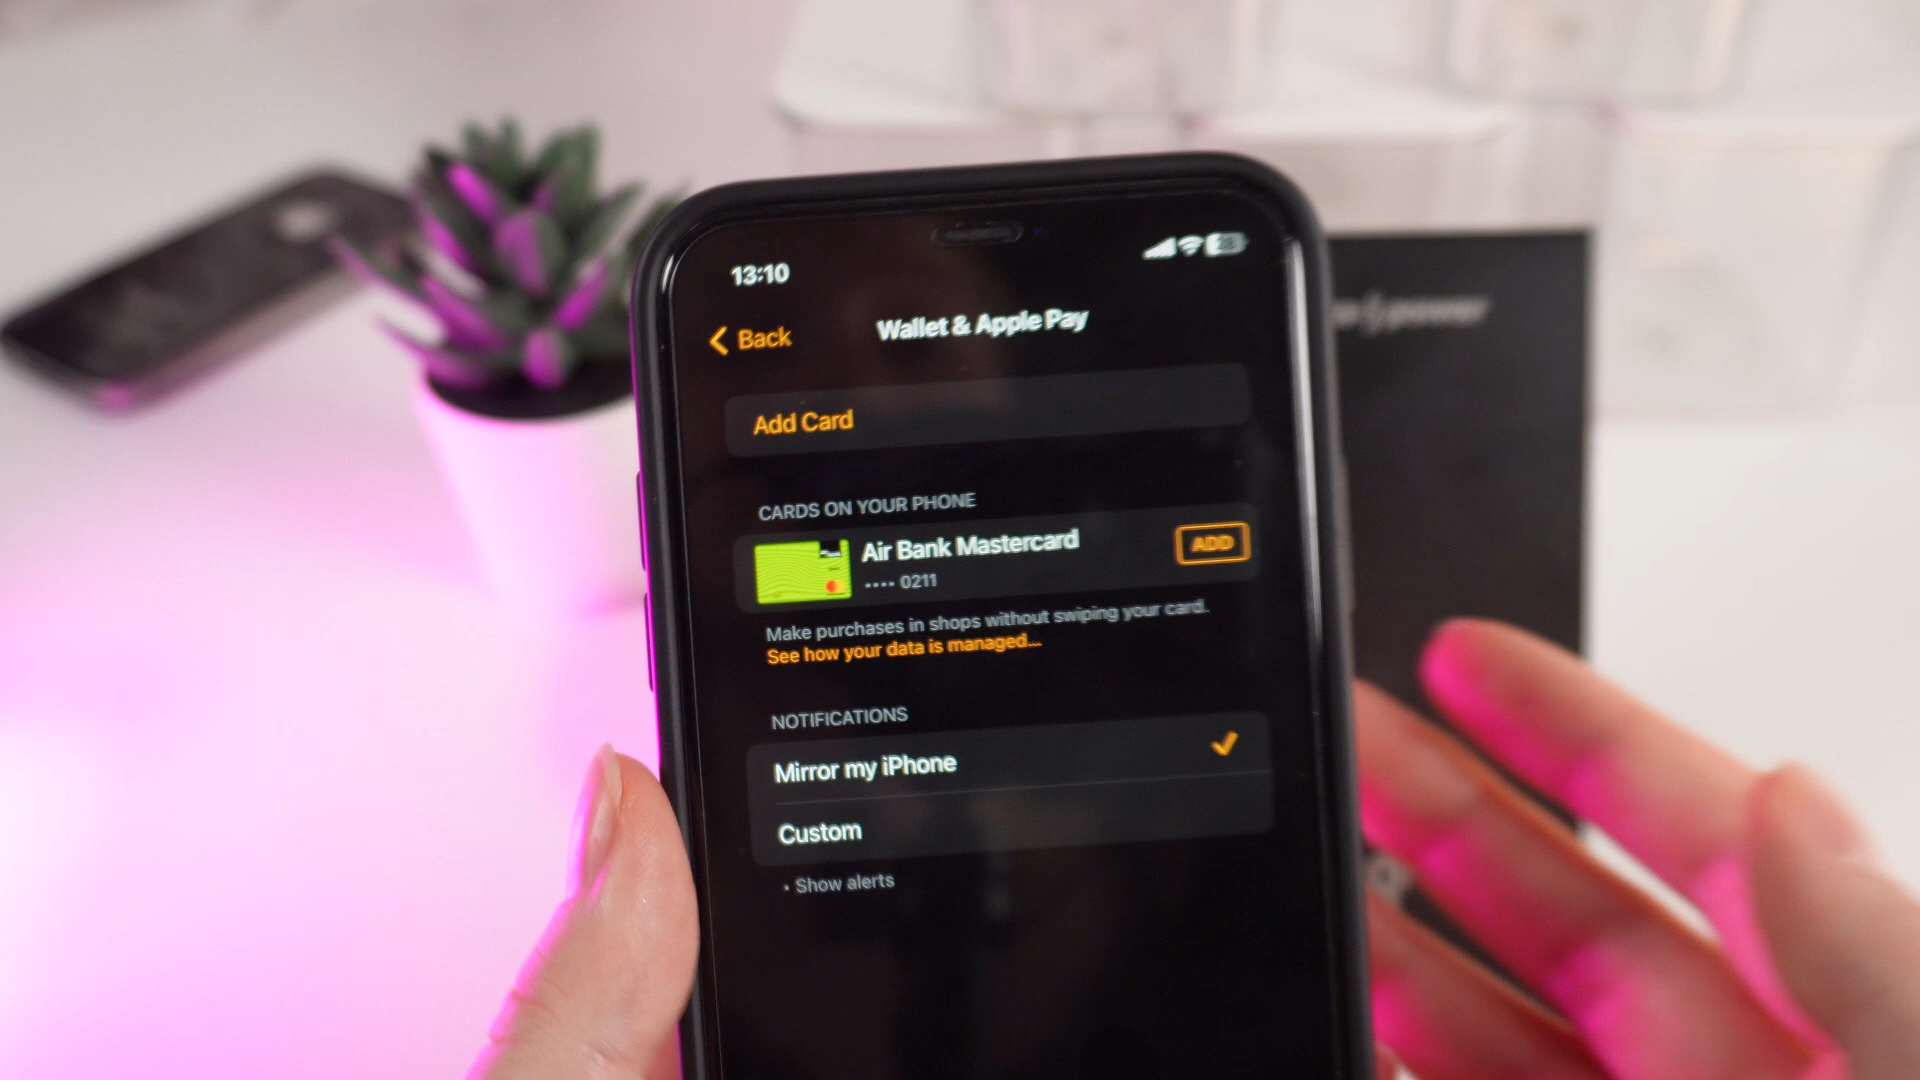 13:10
Back
Wallet & Apple Pay
Add Card
CARDS ON YOUR PHONE
Air Bank Mastercard
ADD
•••• 0211
Make purchases in shops without swiping your card.
See how your data is managed...
NOTIFICATIONS
Mirror my iPhone
Custom
• Show alerts
power